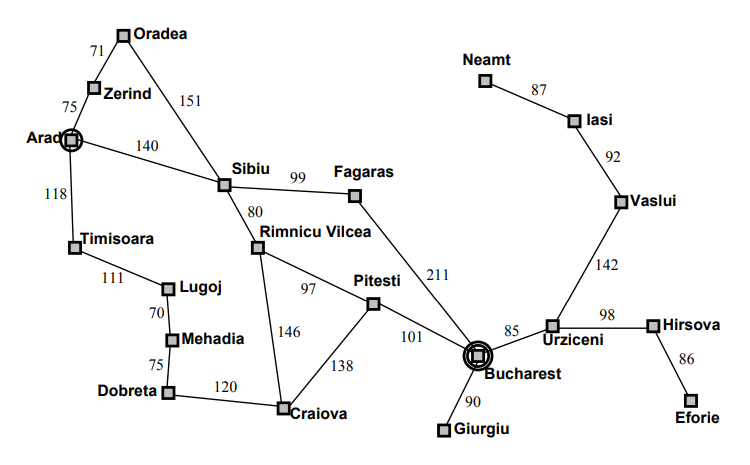 Oradea
71
Neamt
Zerind
87
75
151
Iasi
Arad
140
92
Sibiu
99
Fagaras
118
Vaslui
80
Timisoara
Rimnicu Vilcea
142
111
Lugoj
97
Pitesti
211
70
98
Hirsova
146
101
85
Urziceni
Mehadia
75
138
86
Bucharest
120
Dobreta
90
Craiova
Eforie
Giurgiu